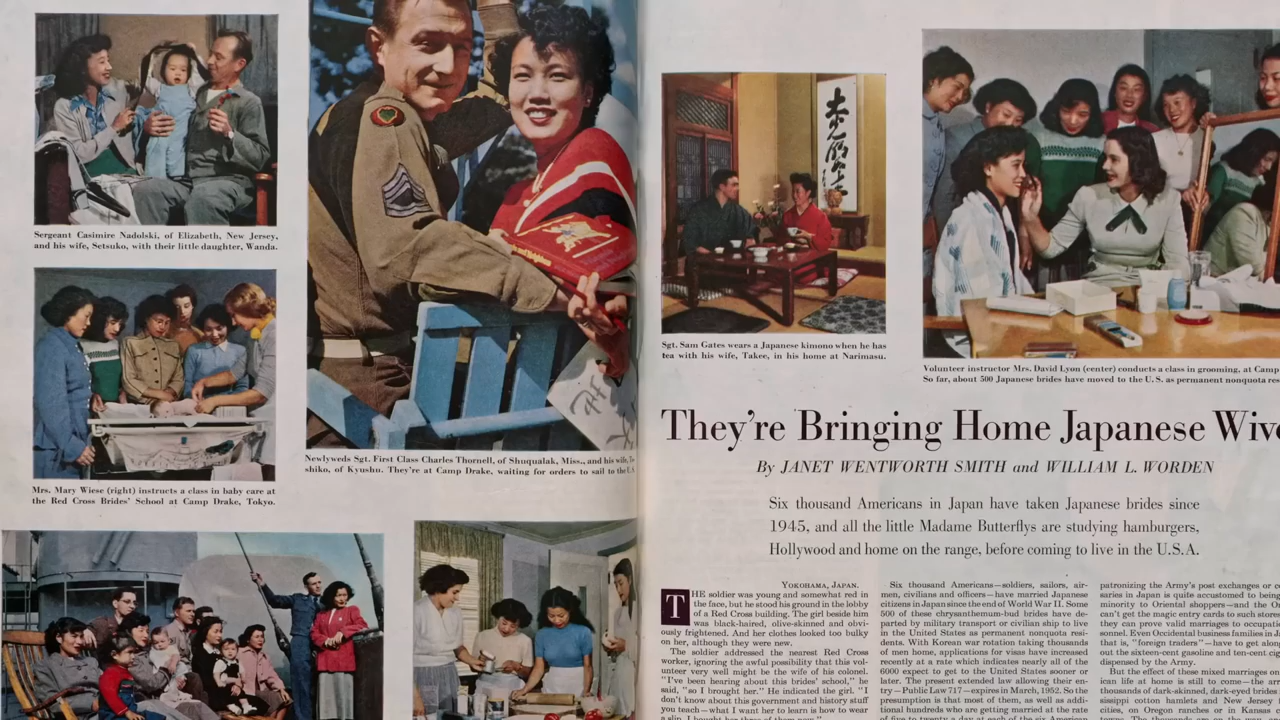 Sergeant Casimire Nadolski, of Elizabeth, New Jersey,
and his wife, Setsuko, with their little daughter, Wanda.
Mrs. Mary Wiese (right) instructs a class in baby care at
the Red Cross Brides' School at Camp Drake, Tokyo.
Newlyweds Sgt. First Class Charles Thornell, of Shuqualak, Miss., and his wife, To
shiko, of Kyushu. They're at Camp Drake, waiting for orders to sail to the U.S.
Sgt. Sam Gates wears a Japanese kimono when he has
tea with his wife, Takee, in his home at Narimasu.
Volunteer instructor Mrs. David Lyon (center) conducts a class in grooming, at Camp
So far, about 500 Japanese brides have moved to the U. S. as permanent nonquota res
They're Bringing Home Japanese Wive
By JANET WENTWORTH SMITH and WILLIAM L. WORDEN
Six thousand Americans in Japan have taken Japanese brides since
1945, and all the little Madame Butterflys are studying hamburgers,
Hollywood and home on the range, before coming to live in the U.S.A.
YOKOHAMA, JAPAN.
THE soldier was young and somewhat red in
the face, but he stood his ground in the lobby
of a Red Cross building. The girl beside him
was black-haired, olive-skinned and obvi-
ously frightened. And her clothes looked too bulky
on her, although they were new.
The soldier addressed the nearest Red Cross
worker, ignoring the awful possibility that this vol-
unteer very well might be the wife of his colonel.
"I've been hearing about this brides' school," he
said, "so I brought her." He indicated the girl. "I
don't know about this government and history stuff
you teach—what I want her to learn is how to wear
a slip. I bought her three of them now."
Six thousand Americans—soldiers, sailors, air-
men, civilians and officers—have married Japanese
citizens in Japan since the end of World War II. Some
500 of these chrysanthemum-bud brides have de-
parted by military transport or civilian ship to live
in the United States as permanent nonquota resi-
dents. With Korean war rotation taking thousands
of men home, applications for visas have increased
recently at a rate which indicates nearly all of the
6000 expect to get to the United States sooner or
later. The present extended law allowing their en-
try—Public Law 717—expires in March, 1952. So the
presumption is that most of them, as well as addi-
tional hundreds who are getting married at the rate
of five to twenty a day at each of the six American
patronizing the Army's post exchanges or co
saries in Japan is quite accustomed to being
minority to Oriental shoppers—and the O
can't get the magic entry cards to such stores
they can prove valid marriages to occupatio
sonnel. Even Occidental business families in J
that is, "foreign traders"—have to get along
out the sixteen-cent gasoline and ten-cent cig
dispensed by the Army.
But the effect of these mixed marriages on
ican life at home is still to come—the arr
thousands of dark-skinned, dark-eyed brides
sissippi cotton hamlets and New Jersey
cities, on Oregon ranches or in Kansas